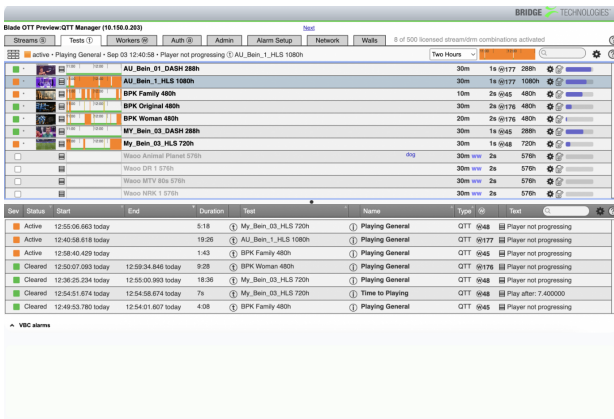 BRIDGE TECHNOLOGIES
Blade OTT Preview:QTT Manager (10.150.0.203) Next
Streams Tests Workers Auth Admin Alarm Setup Network Walls 8 of 500 licensed stream/drm combinations activated
active • Playing General • Sep 03 12:40:58 • Player not progressing AU_Bein_1_HLS 1080h Two Hours
AU_Bein_01_DASH 288h 30m 1s 177 288h
AU_Bein_1_HLS 1080h 30m 1s 177 1080h
BPK Family 480h 10m 2s 45 480h
BPK Original 480h 30m 2s 176 480h
BPK Woman 480h 20m 2s 176 480h
MY_Bein_03_DASH 288h 30m 1s 45 288h
My_Bein_03_HLS 720h 30m 1s 48 720h
Waoo Animal Planet 576h dog 30m ww 2s 576h
Waoo DR 1 576h 30m ww 2s 576h
Waoo MTV 80s 576h 30m ww 2s 576h
Waoo NRK 1 576h 30m ww 2s 576h
Sev Status Start End Duration Test Name Type Text
Active 12:55:06.663 today 5:18 My_Bein_03_HLS 720h Playing General QTT 48 Player not progressing
Active 12:40:58.618 today 19:26 AU_Bein_1_HLS 1080h Playing General QTT 177 Player not progressing
Active 12:58:40.429 today 1:43 BPK Family 480h Playing General QTT 45 Player not progressing
Cleared 12:50:07.093 today 12:59:34.846 today 9:28 BPK Woman 480h Playing General QTT 176 Player not progressing
Cleared 12:36:25.234 today 12:55:00.993 today 18:36 My_Bein_03_HLS 720h Playing General QTT 48 Player not progressing
Cleared 12:54:51.674 today 12:54:58.674 today 7s My_Bein_03_HLS 720h Time to Playing QTT 48 Play after: 7.400000
Cleared 12:49:53.780 today 12:54:01.607 today 4:08 BPK Family 480h Playing General QTT 45 Player not progressing
VBC alarms